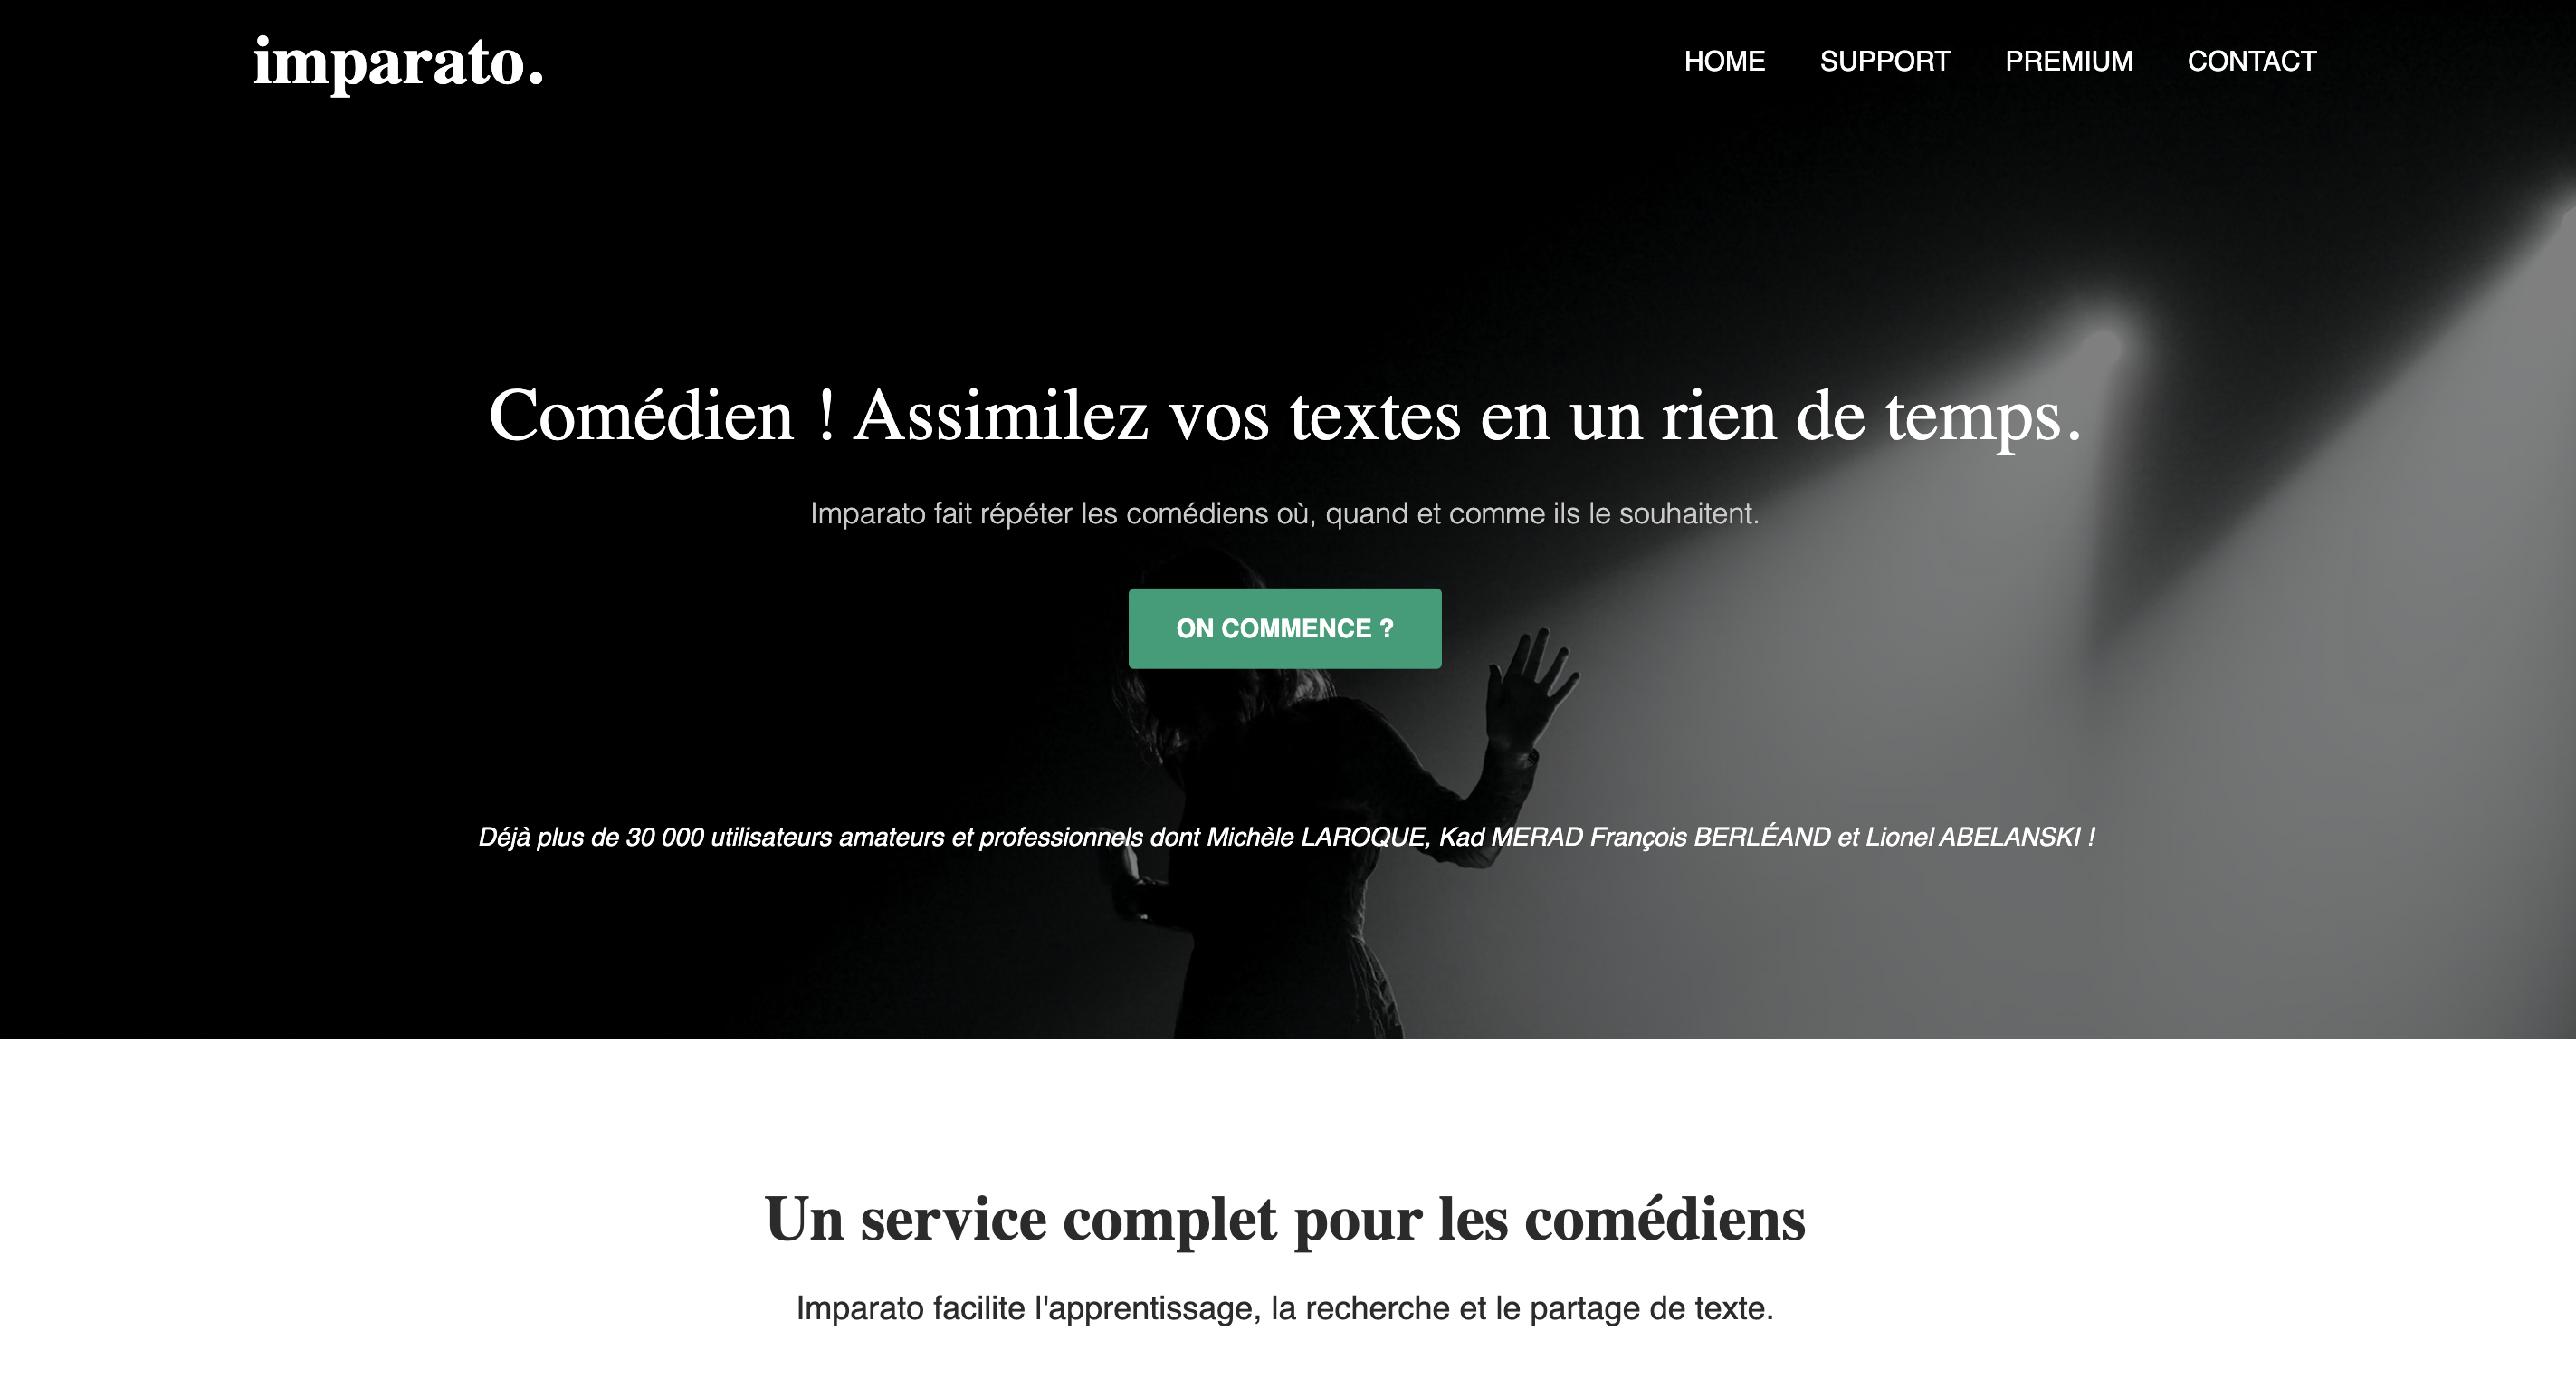 imparato.
HOME SUPPORT PREMIUM CONTACT
Comédien ! Assimilez vos textes en un rien de temps.
Imparato fait répéter les comédiens où, quand et comme ils le souhaitent.
ON COMMENCE ?
Déjà plus de 30 000 utilisateurs amateurs et professionnels dont Michèle LAROQUE, Kad MERAD François BERLÉAND et Lionel ABELANSKI !
Un service complet pour les comédiens
Imparato facilite l'apprentissage, la recherche et le partage de texte.